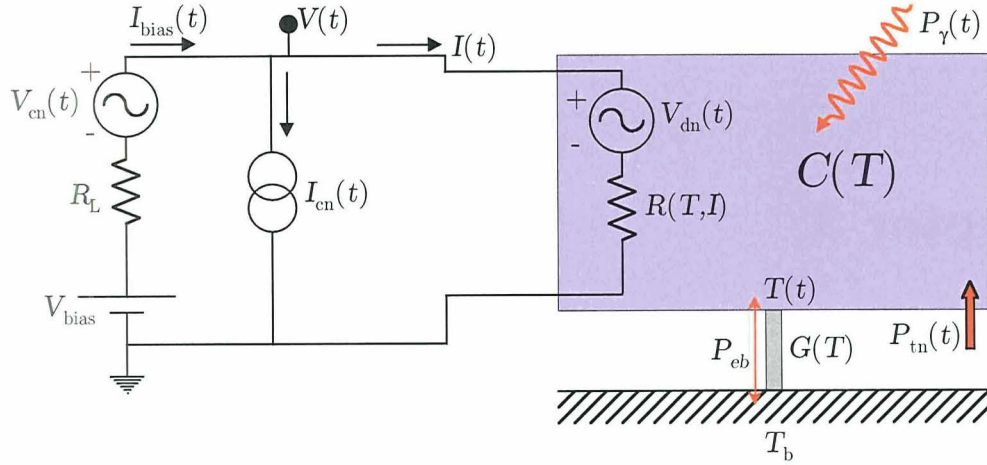 I_bias(t)
V(t)
I(t)
P_γ(t)
+
V_cn(t)
-
+
V_dn(t)
-
C(T)
R_L
I_cn(t)
R(T,I)
V_bias
T(t)
P_eb
G(T)
P_tn(t)
T_b